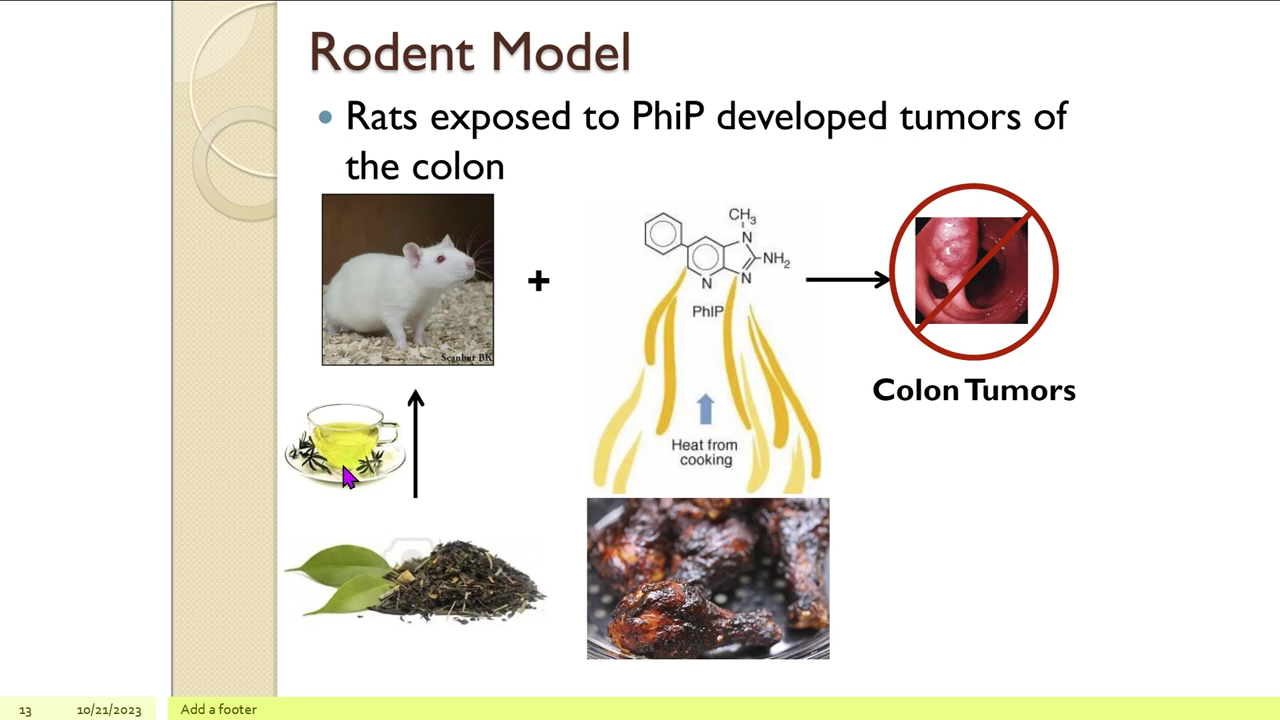 Rodent Model
• Rats exposed to PhiP developed tumors of
the colon
Scanbur BK
+
CH3
N
NH2
N
N
PhIP
Heat from
cooking
Colon Tumors
13
10/21/2023
Add a footer